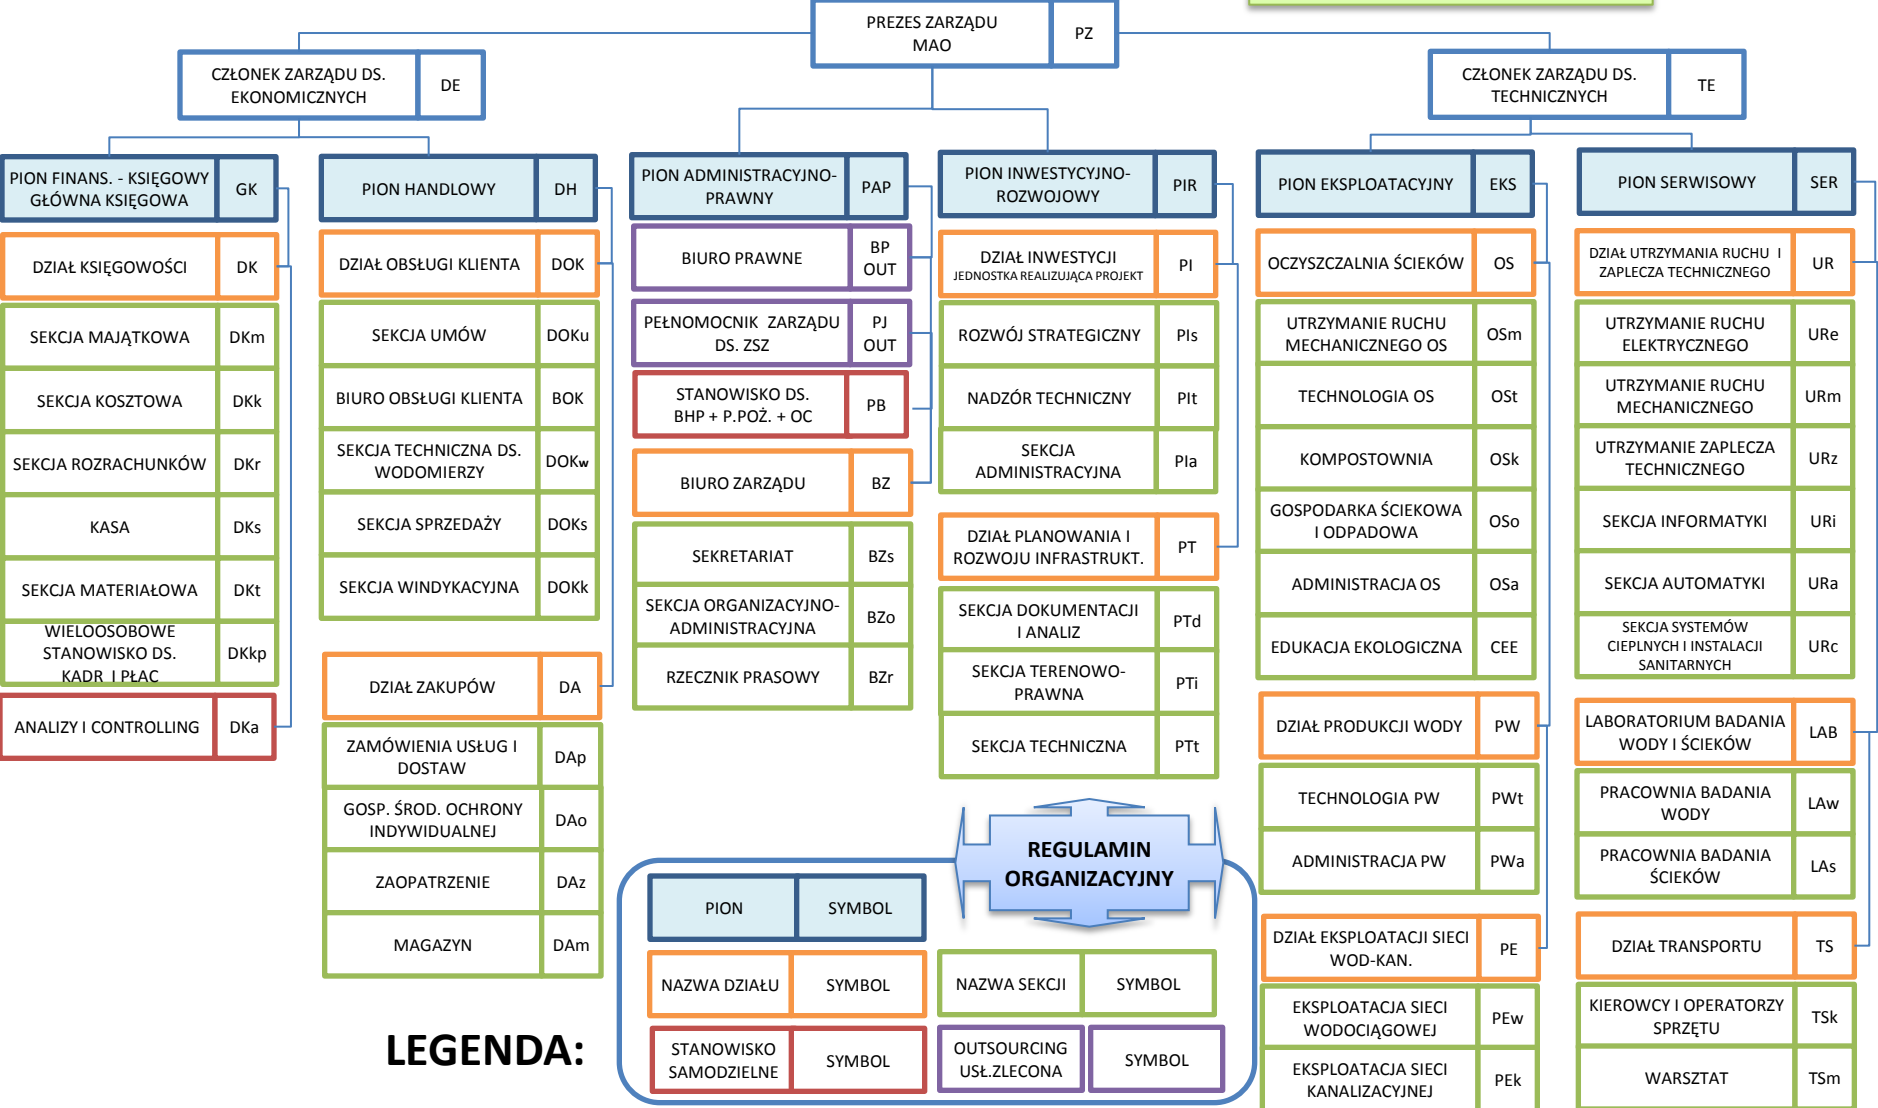 PREZES ZARZĄDU
MAO
PZ
CZŁONEK ZARZĄDU DS.
EKONOMICZNYCH
DE
CZŁONEK ZARZĄDU DS.
TECHNICZNYCH
TE
PION FINANS. - KSIĘGOWY
GŁÓWNA KSIĘGOWA
GK
DZIAŁ KSIĘGOWOŚCI
DK
SEKCJA MAJĄTKOWA
DKm
SEKCJA KOSZTOWA
DKk
SEKCJA ROZRACHUNKÓW
DKr
KASA
DKs
SEKCJA MATERIAŁOWA
DKt
WIELOOSOBOWE
STANOWISKO DS.
KADR I PŁAC
DKkp
ANALIZY I CONTROLLING
DKa
PION HANDLOWY
DH
DZIAŁ OBSŁUGI KLIENTA
DOK
SEKCJA UMÓW
DOKu
BIURO OBSŁUGI KLIENTA
BOK
SEKCJA TECHNICZNA DS.
WODOMIERZY
DOKw
SEKCJA SPRZEDAŻY
DOKs
SEKCJA WINDYKACYJNA
DOKk
DZIAŁ ZAKUPÓW
DA
ZAMÓWIENIA USŁUG I
DOSTAW
DAp
GOSP. ŚROD. OCHRONY
INDYWIDUALNEJ
DAo
ZAOPATRZENIE
DAz
MAGAZYN
DAm
PION ADMINISTRACYJNO-
PRAWNY
PAP
BIURO PRAWNE
BP
OUT
PEŁNOMOCNIK ZARZĄDU
DS. ZSZ
PJ
OUT
STANOWISKO DS.
BHP + P.POŻ. + OC
PB
BIURO ZARZĄDU
BZ
SEKRETARIAT
BZs
SEKCJA ORGANIZACYJNO-
ADMINISTRACYJNA
BZo
RZECZNIK PRASOWY
BZr
PION INWESTYCYJNO-
ROZWOJOWY
PIR
DZIAŁ INWESTYCJI
JEDNOSTKA REALIZUJĄCA PROJEKT
PI
ROZWÓJ STRATEGICZNY
PIs
NADZÓR TECHNICZNY
PIt
SEKCJA
ADMINISTRACYJNA
PIa
DZIAŁ PLANOWANIA I
ROZWOJU INFRASTRUKT.
PT
SEKCJA DOKUMENTACJI
I ANALIZ
PTd
SEKCJA TERENOWO-
PRAWNA
PTi
SEKCJA TECHNICZNA
PTt
PION EKSPLOATACYJNY
EKS
OCZYSZCZALNIA ŚCIEKÓW
OS
UTRZYMANIE RUCHU
MECHANICZNEGO OS
OSm
TECHNOLOGIA OS
OSt
KOMPOSTOWNIA
OSk
GOSPODARKA ŚCIEKOWA
I ODPADOWA
OSo
ADMINISTRACJA OS
OSa
EDUKACJA EKOLOGICZNA
CEE
DZIAŁ PRODUKCJI WODY
PW
TECHNOLOGIA PW
PWt
ADMINISTRACJA PW
PWa
DZIAŁ EKSPLOATACJI SIECI
WOD-KAN.
PE
EKSPLOATACJA SIECI
WODOCIĄGOWEJ
PEw
EKSPLOATACJA SIECI
KANALIZACYJNEJ
PEk
PION SERWISOWY
SER
DZIAŁ UTRZYMANIA RUCHU I
ZAPLECZA TECHNICZNEGO
UR
UTRZYMANIE RUCHU
ELEKTRYCZNEGO
URe
UTRZYMANIE RUCHU
MECHANICZNEGO
URm
UTRZYMANIE ZAPLECZA
TECHNICZNEGO
URz
SEKCJA INFORMATYKI
URi
SEKCJA AUTOMATYKI
URa
SEKCJA SYSTEMÓW
CIEPLNYCH I INSTALACJI
SANITARNYCH
URc
LABORATORIUM BADANIA
WODY I ŚCIEKÓW
LAB
PRACOWNIA BADANIA
WODY
LAw
PRACOWNIA BADANIA
ŚCIEKÓW
LAs
DZIAŁ TRANSPORTU
TS
KIEROWCY I OPERATORZY
SPRZĘTU
TSk
WARSZTAT
TSm
REGULAMIN
ORGANIZACYJNY
LEGENDA:
PION
SYMBOL
NAZWA DZIAŁU
SYMBOL
NAZWA SEKCJI
SYMBOL
STANOWISKO
SAMODZIELNE
SYMBOL
OUTSOURCING
USŁ.ZLECONA
SYMBOL